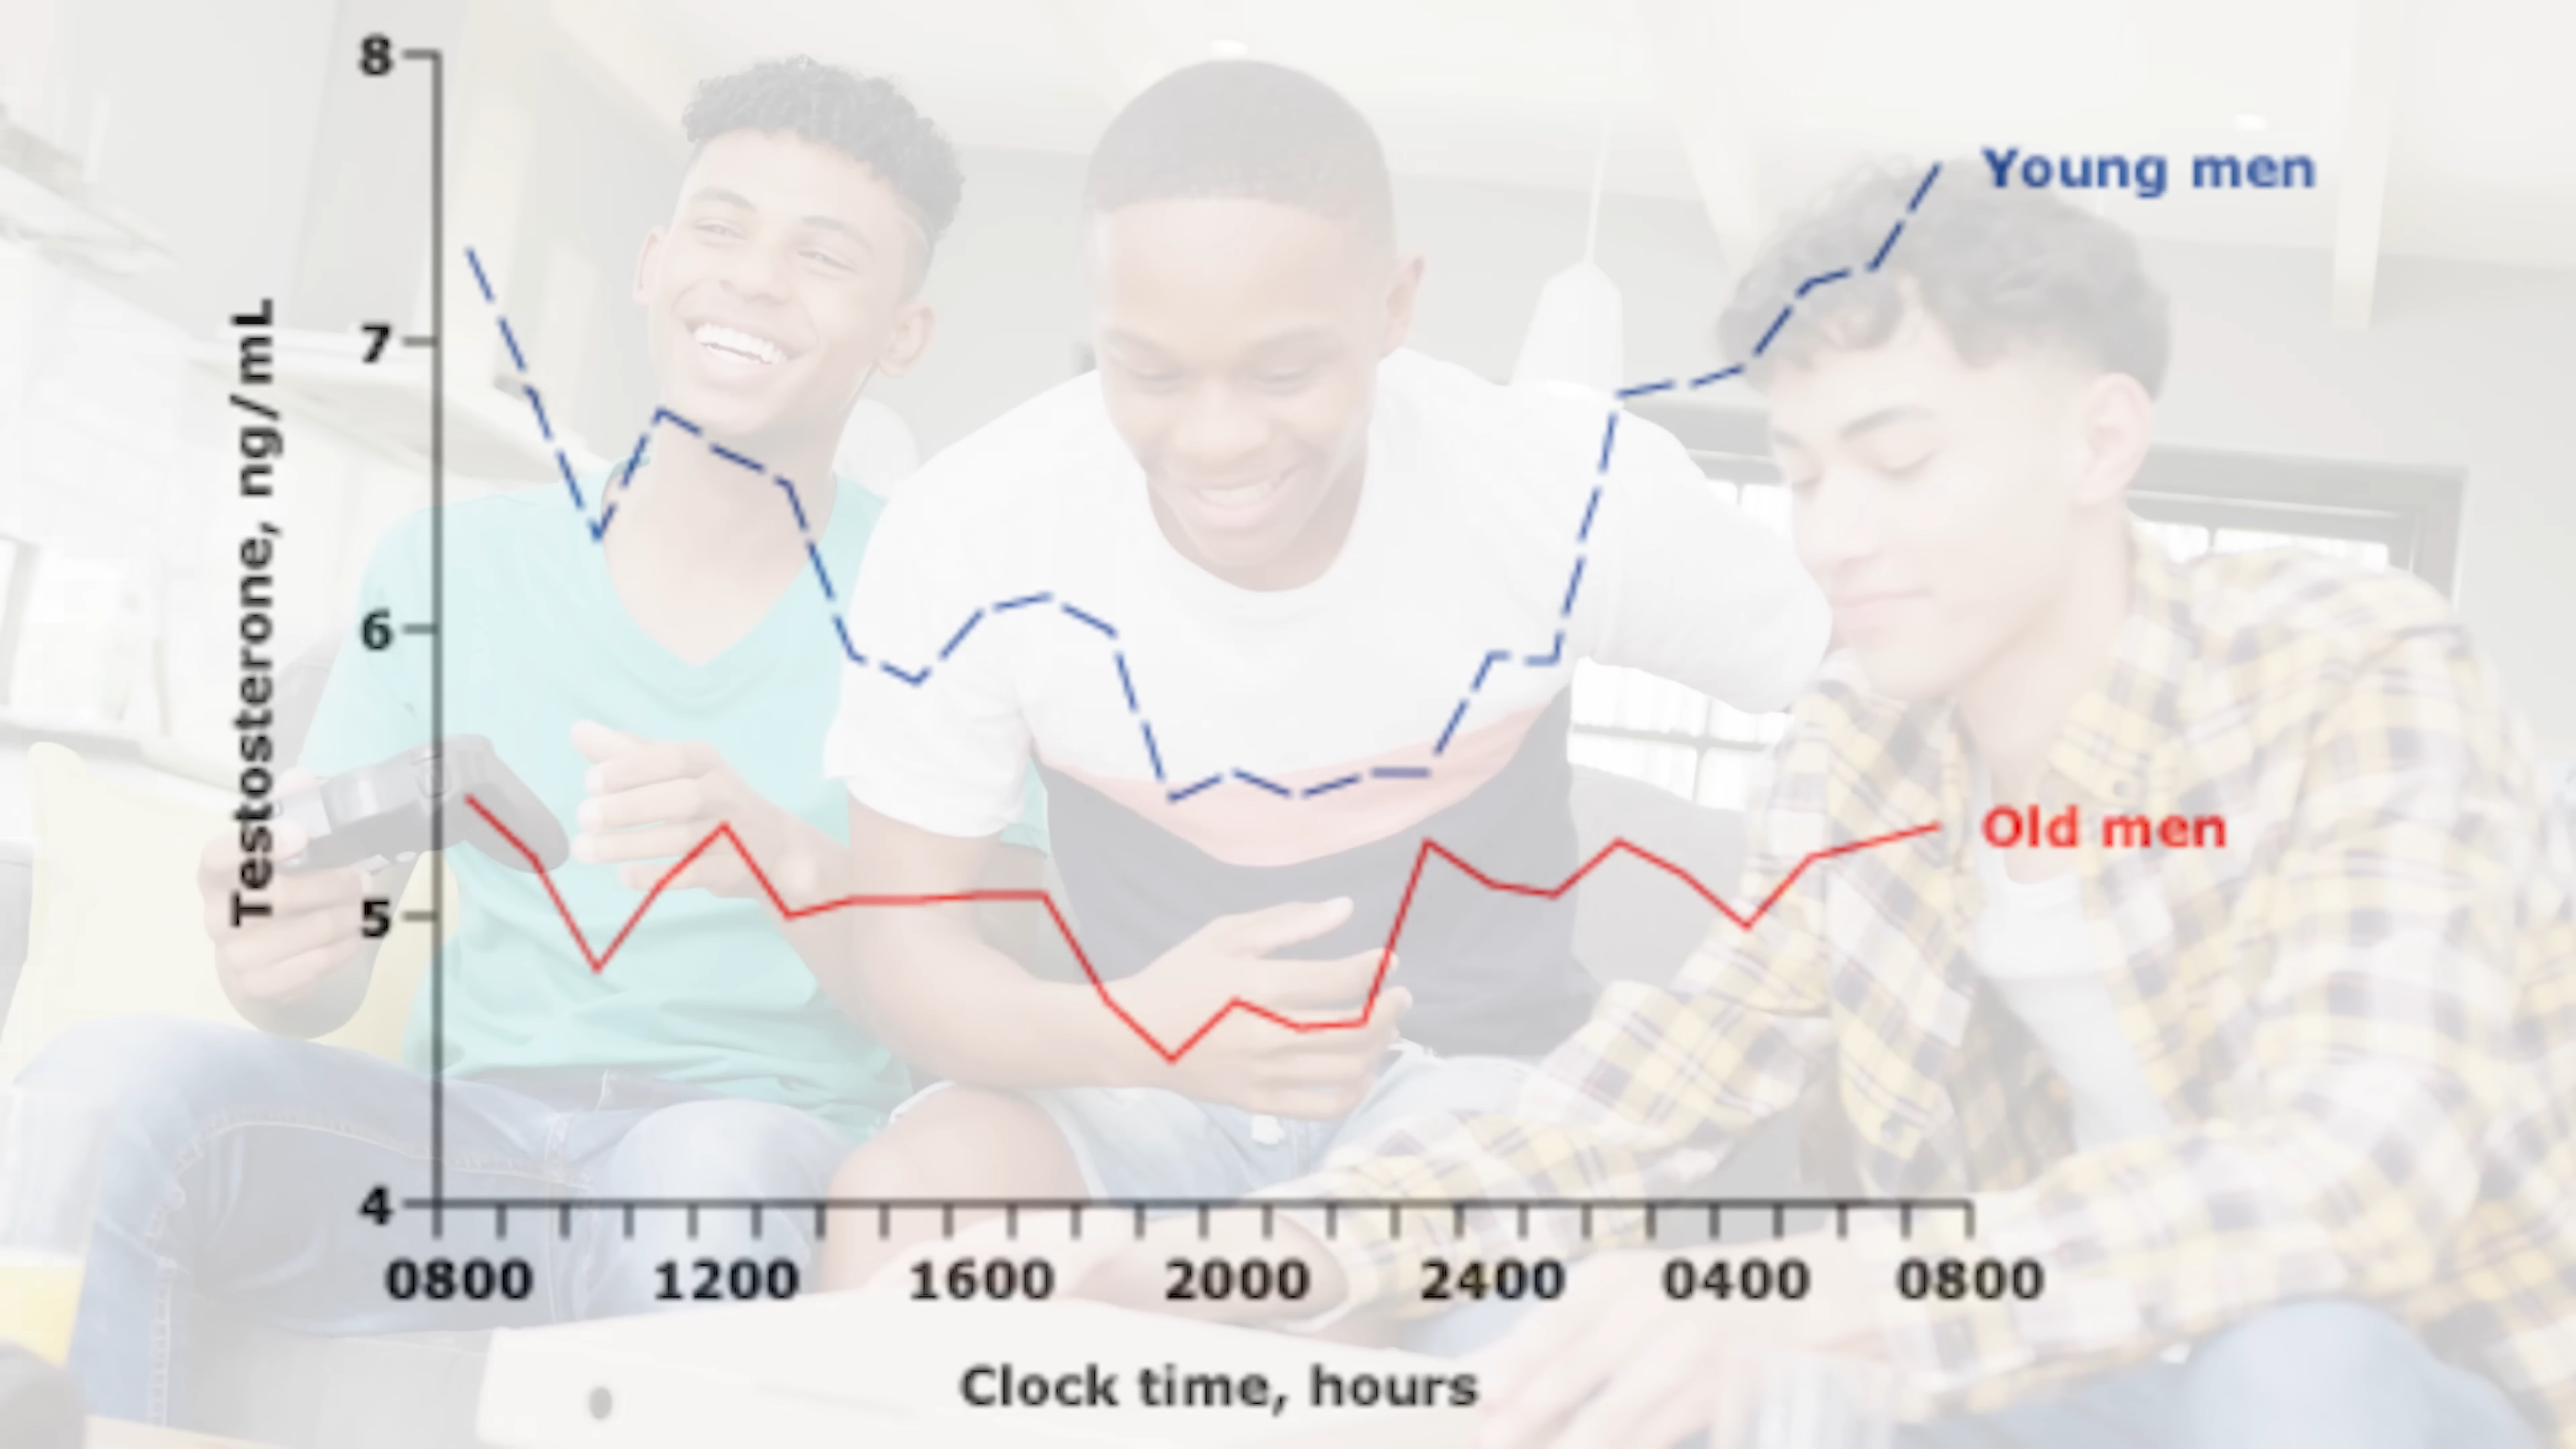 8
7
6
5
4
Testosterone, ng/mL
Young men
Old men
0800 1200 1600 2000 2400 0400 0800
Clock time, hours